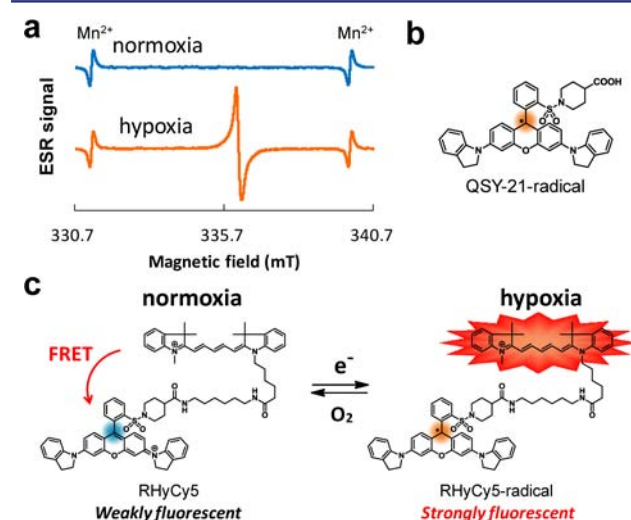 a
Mn2+
normoxia
Mn2+
hypoxia
ESR signal
330.7
335.7
340.7
Magnetic field (mT)
b
COOH
N
S
O O
*
N
O
N
QSY-21-radical
c
normoxia
hypoxia
FRET
N
⊕
N
e-
O2
O
N
H
H
N
O
S
O O
N
N
O
N
⊕
RHyCy5
Weakly fluorescent
N
⊕
N
O
N
H
H
N
O
S
O O
N
*
N
O
N
RHyCy5-radical
Strongly fluorescent